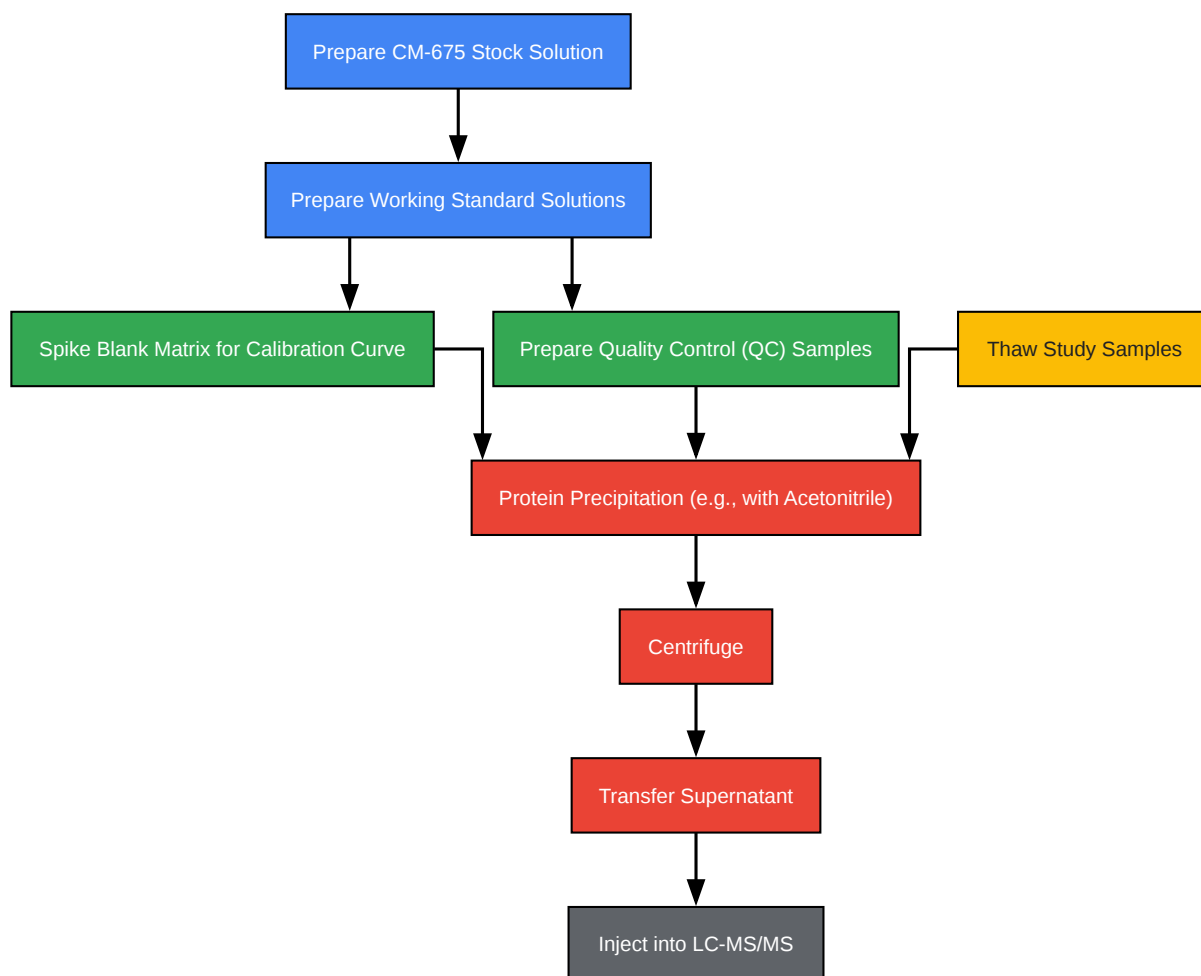 Prepare CM-675 Stock Solution
Prepare Working Standard Solutions
Spike Blank Matrix for Calibration Curve
Prepare Quality Control (QC) Samples
Thaw Study Samples
Protein Precipitation (e.g., with Acetonitrile)
Centrifuge
Transfer Supernatant
Inject into LC-MS/MS